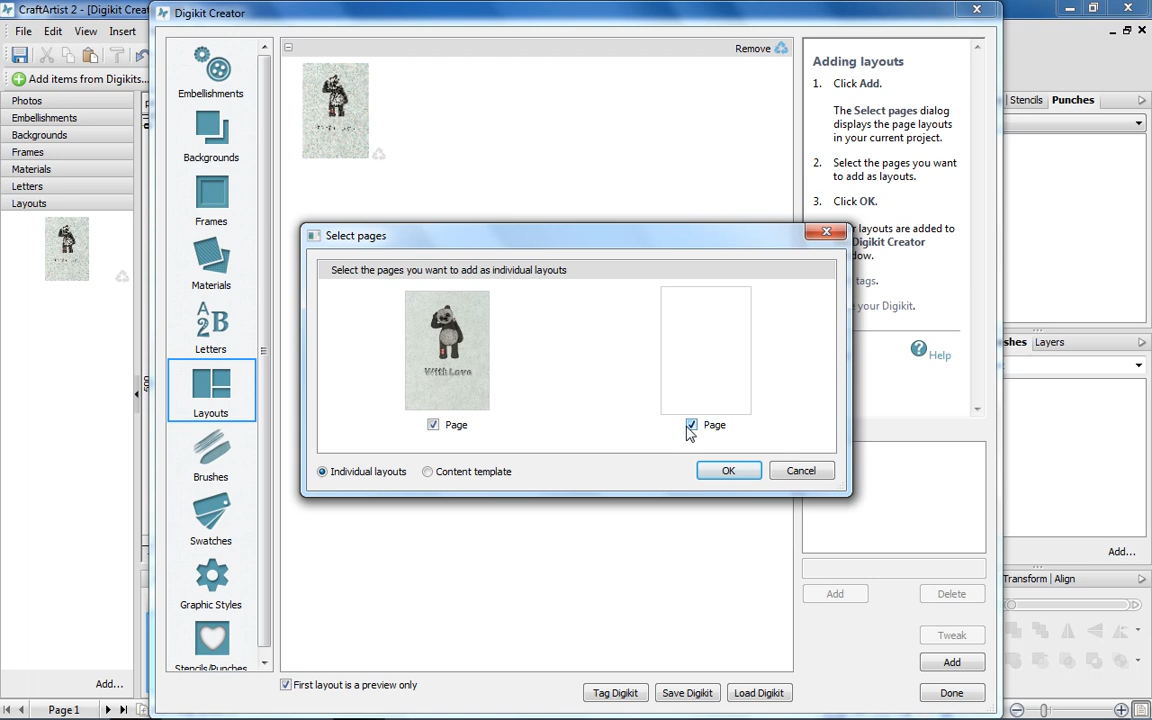 CraftArtist 2 - [Digikit Creat
Digikit Creator
File Edit View Insert
Add items from Digikits...
Photos
Embellishments
Backgrounds
Frames
Materials
Letters
Layouts
Add...
Page 1
Embellishments
Backgrounds
Frames
Materials
Letters
Layouts
Brushes
Swatches
Graphic Styles
Stencils/Punches
Remove
Adding layouts
1. Click Add.
The Select pages dialog
displays the page layouts
in your current project.
2. Select the pages you want
to add as layouts.
3. Click OK.
layouts are added to
Digikit Creator
dow.
tags.
e your Digikit.
Help
Select pages
Select the pages you want to add as individual layouts
With Love
Page
Page
Individual layouts
Content template
OK
Cancel
First layout is a preview only
Tag Digikit
Save Digikit
Load Digikit
Add
Delete
Tweak
Add
Done
Stencils
Punches
shes
Layers
Add...
Transform
Align